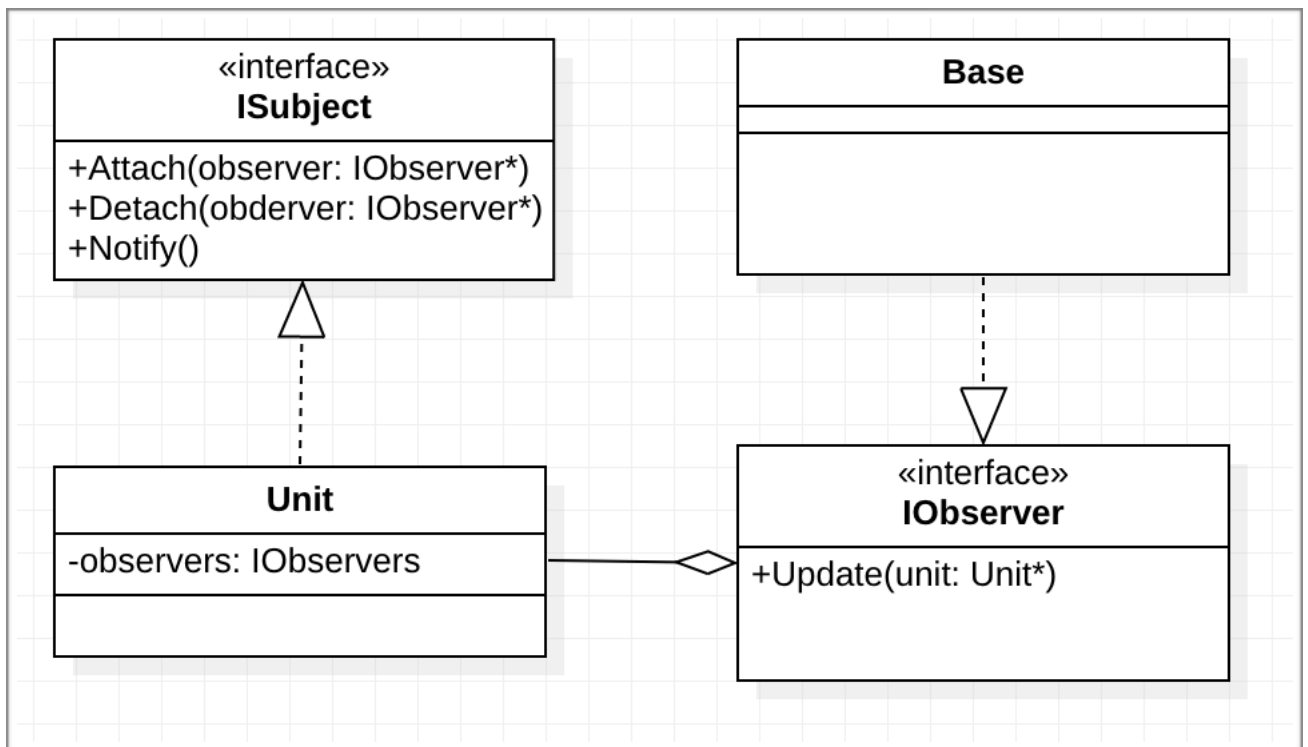 «interface»
ISubject
+Attach(observer: IObserver*)
+Detach(obderver: IObserver*)
+Notify()
Base
Unit
-observers: IObservers
«interface»
IObserver
+Update(unit: Unit*)